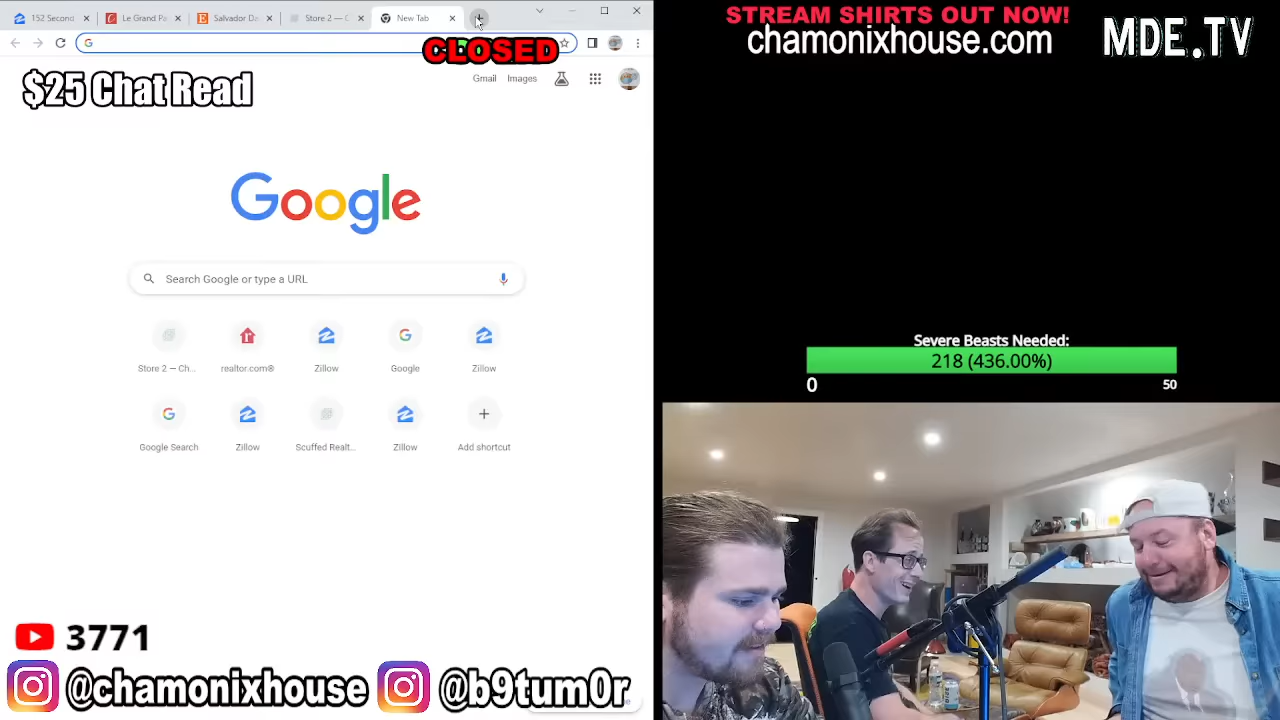 152 Second
Le Grand Pa
Salvador Da
Store 2 — C
New Tab
STREAM SHIRTS OUT NOW!
chamonixhouse.com
MDE.TV
CLOSED
$25 Chat Read
Gmail Images
Google
Search Google or type a URL
Store 2 — Ch... realtor.com® Zillow Google Zillow
Google Search Zillow Scuffed Realt... Zillow Add shortcut
Severe Beasts Needed:
218 (436.00%)
0 50
3771
@chamonixhouse @b9tum0r